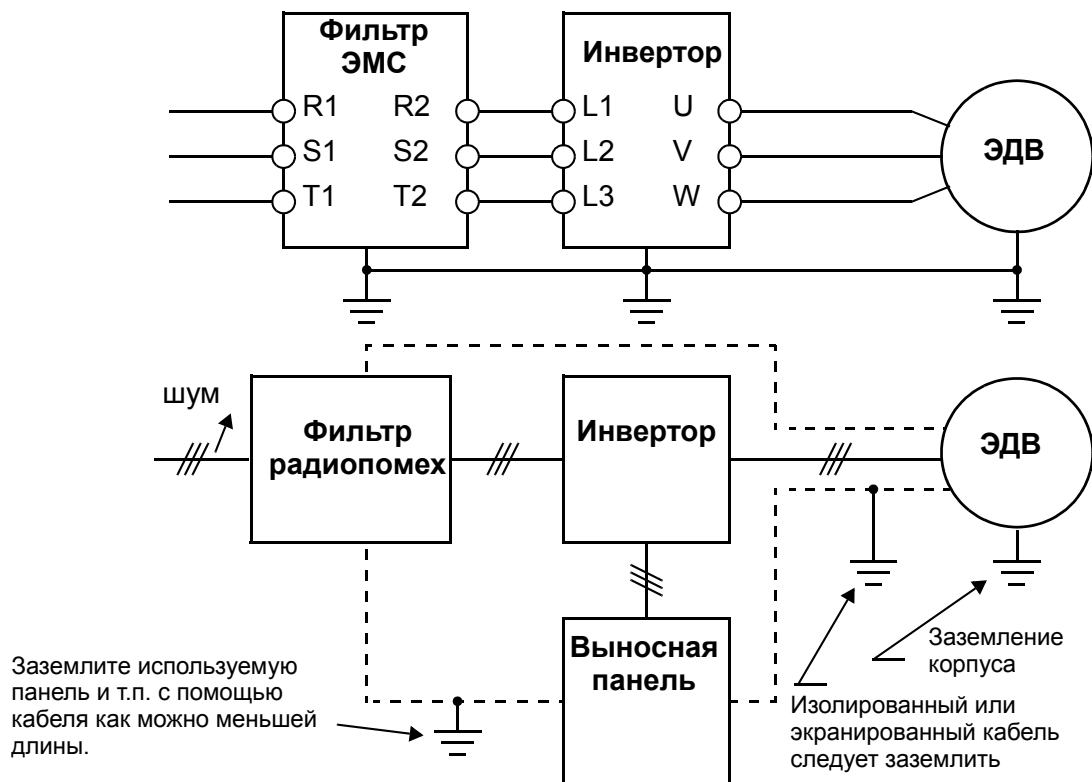 Фильтр
ЭМС
Инвертор
R1 R2 L1 U
S1 S2 L2 V
T1 T2 L3 W
ЭДВ
шум
Фильтр
радиопомех
Инвертор
ЭДВ
Выносная
панель
Заземлите используемую
панель и т.п. с помощью
кабеля как можно меньшей
длины.
Заземление
корпуса
Изолированный или
экранированный кабель
следует заземлить